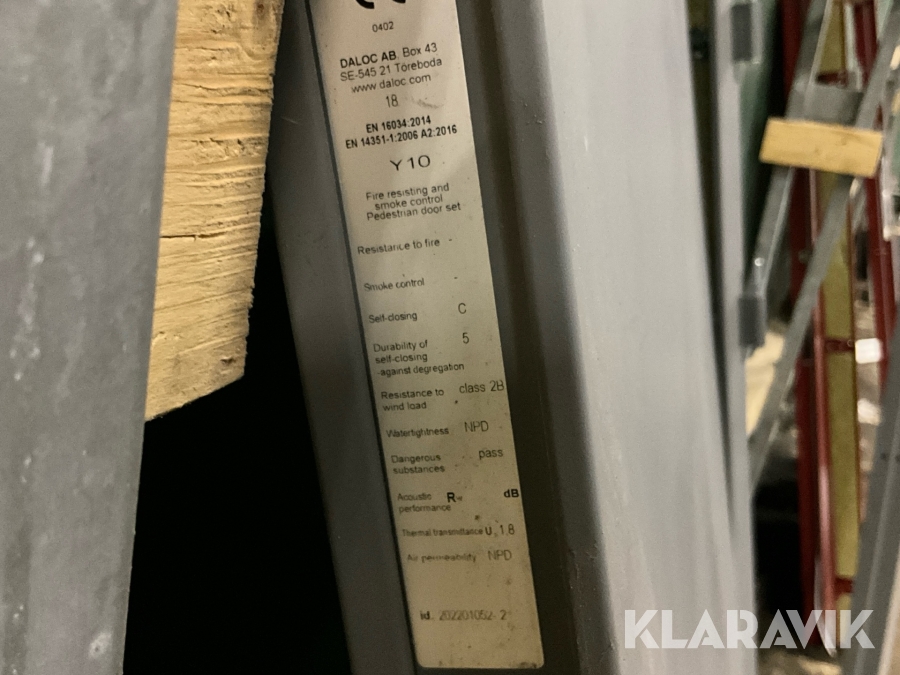 CE
0402
DALOC AB Box 43
SE-545 21 Töreboda
www.daloc.com
18
EN 16034:2014
EN 14351-1:2006 A2:2016
Y10
Fire resisting and
smoke control
Pedestrian door set
Resistance to fire -
Smoke control -
Self-closing C
Durability of 5
self-closing
-against degregation
Resistance to class 2B
wind load
Watertightness NPD
Dangerous pass
substances
Acoustic Rw dB
performance
Thermal transmittance U 1,8
Air permeability NPD
id. 202201052- 2
KLARAVIK